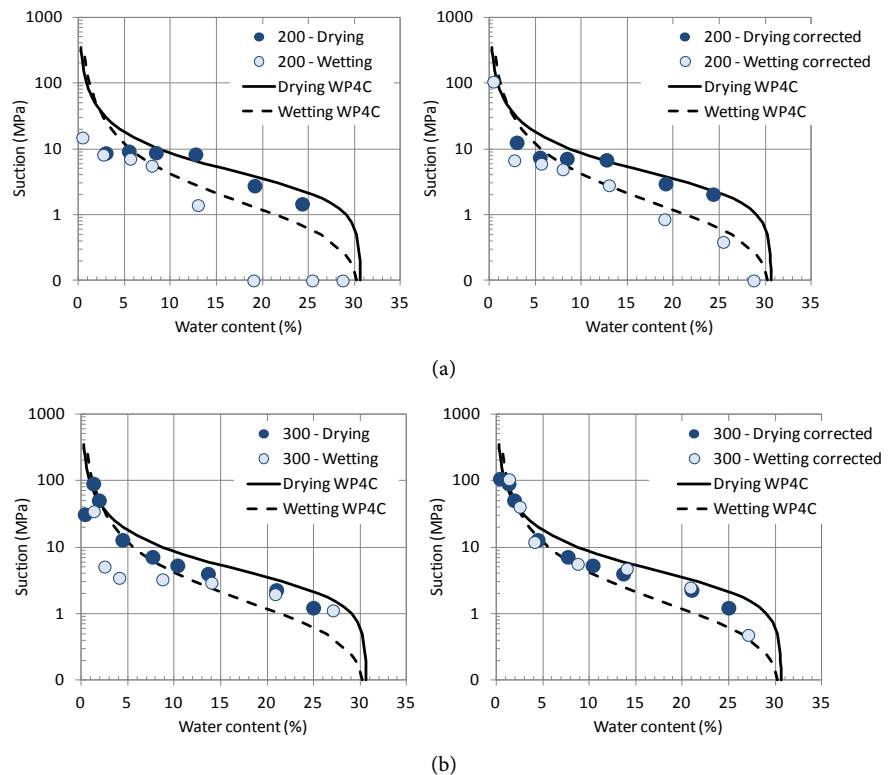 1000
100
10
1
0
Suction (MPa)
200 - Drying
200 - Wetting
Drying WP4C
Wetting WP4C
0 5 10 15 20 25 30 35
Water content (%)
1000
100
10
1
0
Suction (MPa)
200 - Drying corrected
200 - Wetting corrected
Drying WP4C
Wetting WP4C
0 5 10 15 20 25 30 35
Water content (%)
(a)
1000
100
10
1
0
Suction (MPa)
300 - Drying
300 - Wetting
Drying WP4C
Wetting WP4C
0 5 10 15 20 25 30 35
Water content (%)
1000
100
10
1
0
Suction (MPa)
300 - Drying corrected
300 - Wetting corrected
Drying WP4C
Wetting WP4C
0 5 10 15 20 25 30 35
Water content (%)
(b)